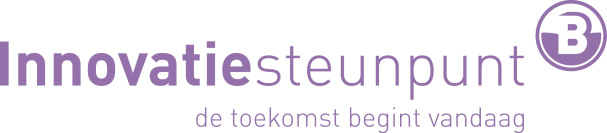 Innovatiesteunpunt B
de toekomst begint vandaag